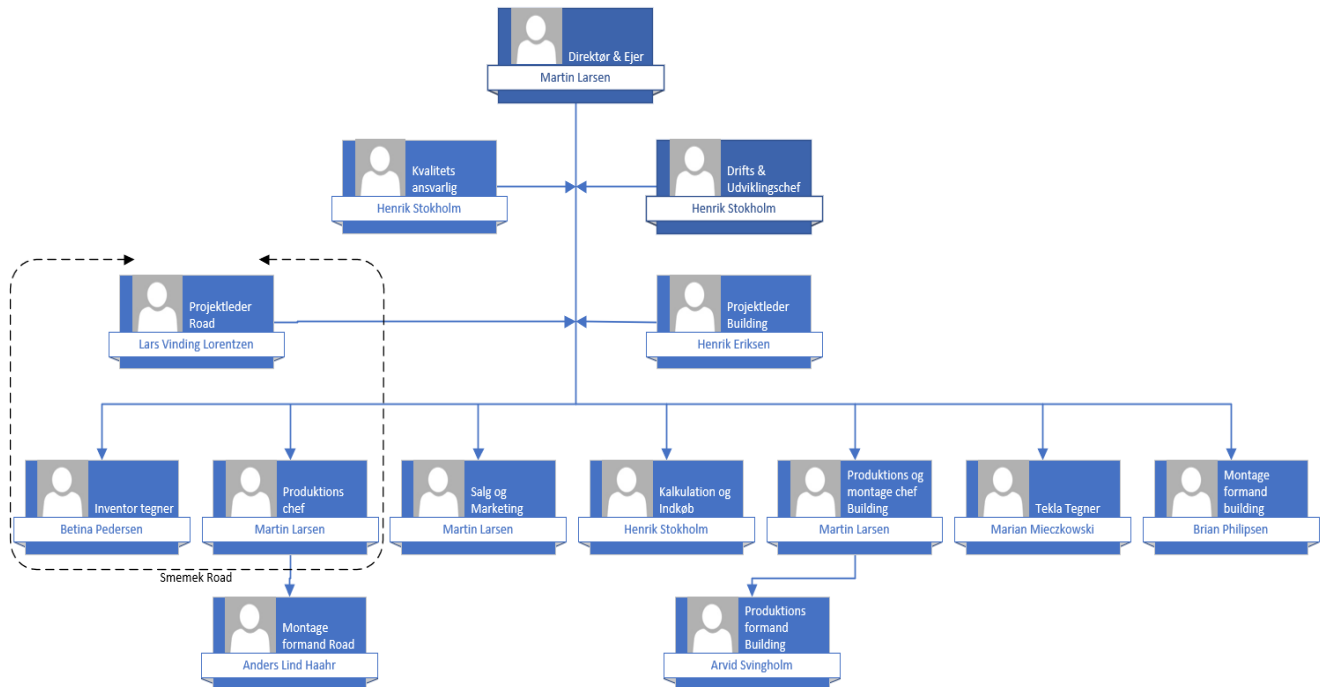 Direktør & Ejer
Martin Larsen
Kvalitets
ansvarlig
Henrik Stokholm
Drifts &
Udviklingschef
Henrik Stokholm
Projektleder
Road
Lars Vinding Lorentzen
Projektleder
Building
Henrik Eriksen
Inventor tegner
Betina Pedersen
Produktions
chef
Martin Larsen
Salg og
Marketing
Martin Larsen
Kalkulation og
Indkøb
Henrik Stokholm
Produktions og
montage chef
Building
Martin Larsen
Tekla Tegner
Marian Mieczkowski
Montage
formand
building
Brian Philipsen
Smemek Road
Montage
formand Road
Anders Lind Haahr
Produktions
formand
Building
Arvid Svingholm